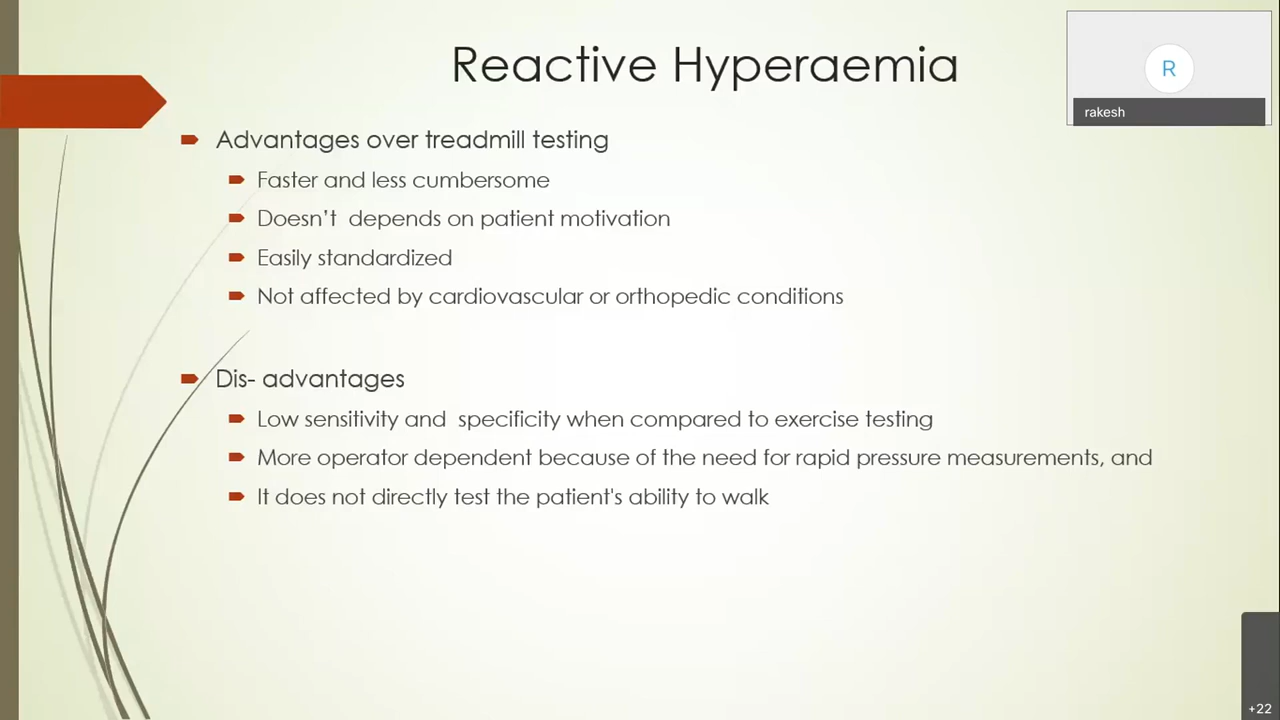 Reactive Hyperaemia
R
rakesh
Advantages over treadmill testing
Faster and less cumbersome
Doesn't  depends on patient motivation
Easily standardized
Not affected by cardiovascular or orthopedic conditions
Dis- advantages
Low sensitivity and  specificity when compared to exercise testing
More operator dependent because of the need for rapid pressure measurements, and
It does not directly test the patient's ability to walk
+22